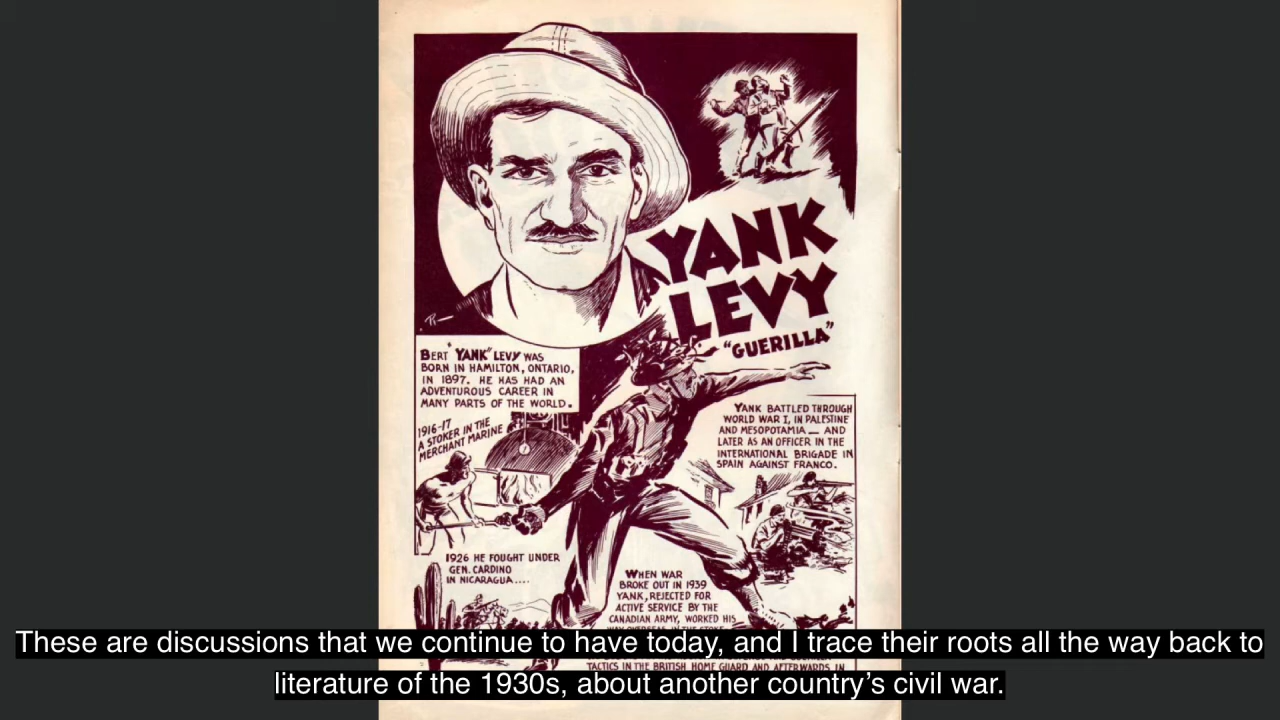 YANK
LEVY
"GUERILLA"
BERT "YANK" LEVY WAS
BORN IN HAMILTON, ONTARIO,
IN 1897. HE HAS HAD AN
ADVENTUROUS CAREER IN
MANY PARTS OF THE WORLD.
1916-17
A STOKER IN THE
MERCHANT MARINE
YANK BATTLED THROUGH
WORLD WAR I, IN PALESTINE
AND MESOPOTAMIA — AND
LATER AS AN OFFICER IN THE
INTERNATIONAL BRIGADE IN
SPAIN AGAINST FRANCO.
1926 HE FOUGHT UNDER
GEN. CARDINO
IN NICARAGUA....
WHEN WAR
BROKE OUT IN 1939
YANK, REJECTED FOR
ACTIVE SERVICE BY THE
CANADIAN ARMY, WORKED HIS
TACTICS IN THE BRITISH HOME GUARD AND AFTERWARDS IN
These are discussions that we continue to have today, and I trace their roots all the way back to
literature of the 1930s, about another country's civil war.